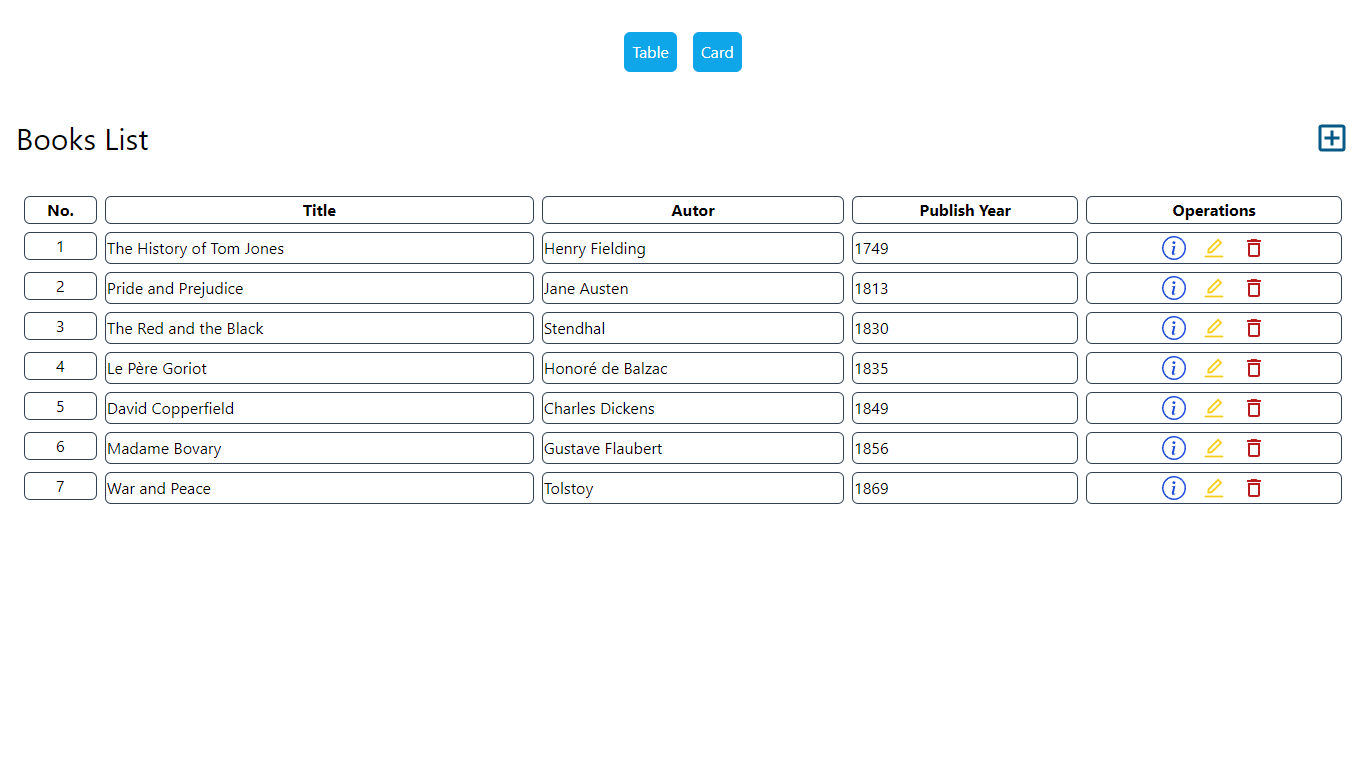 Table Card
Books List
No. Title Autor Publish Year Operations
1 The History of Tom Jones Henry Fielding 1749
2 Pride and Prejudice Jane Austen 1813
3 The Red and the Black Stendhal 1830
4 Le Père Goriot Honoré de Balzac 1835
5 David Copperfield Charles Dickens 1849
6 Madame Bovary Gustave Flaubert 1856
7 War and Peace Tolstoy 1869